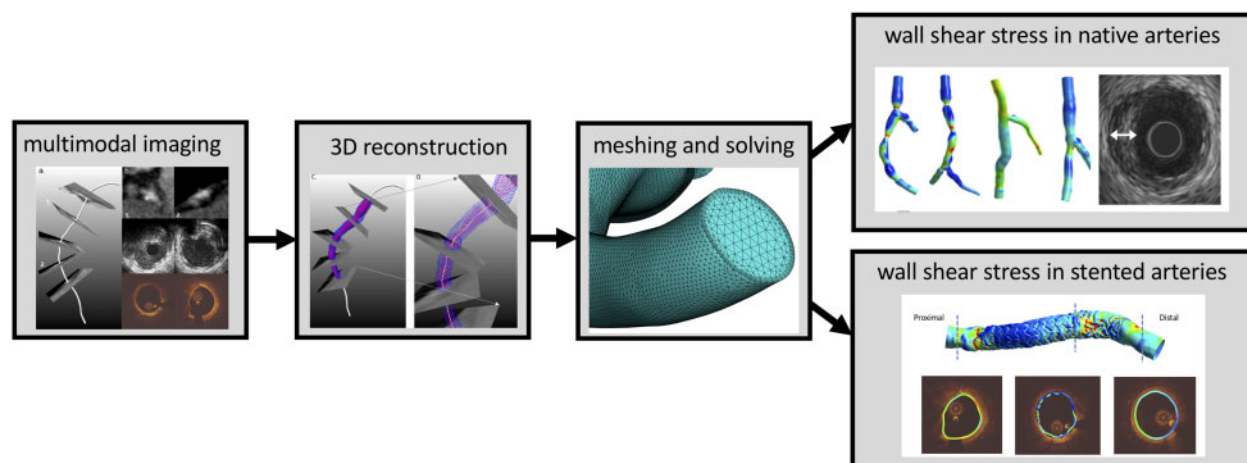 multimodal imaging
a.
3D reconstruction
c.
d.
meshing and solving
wall shear stress in native arteries
wall shear stress in stented arteries
Proximal
Distal